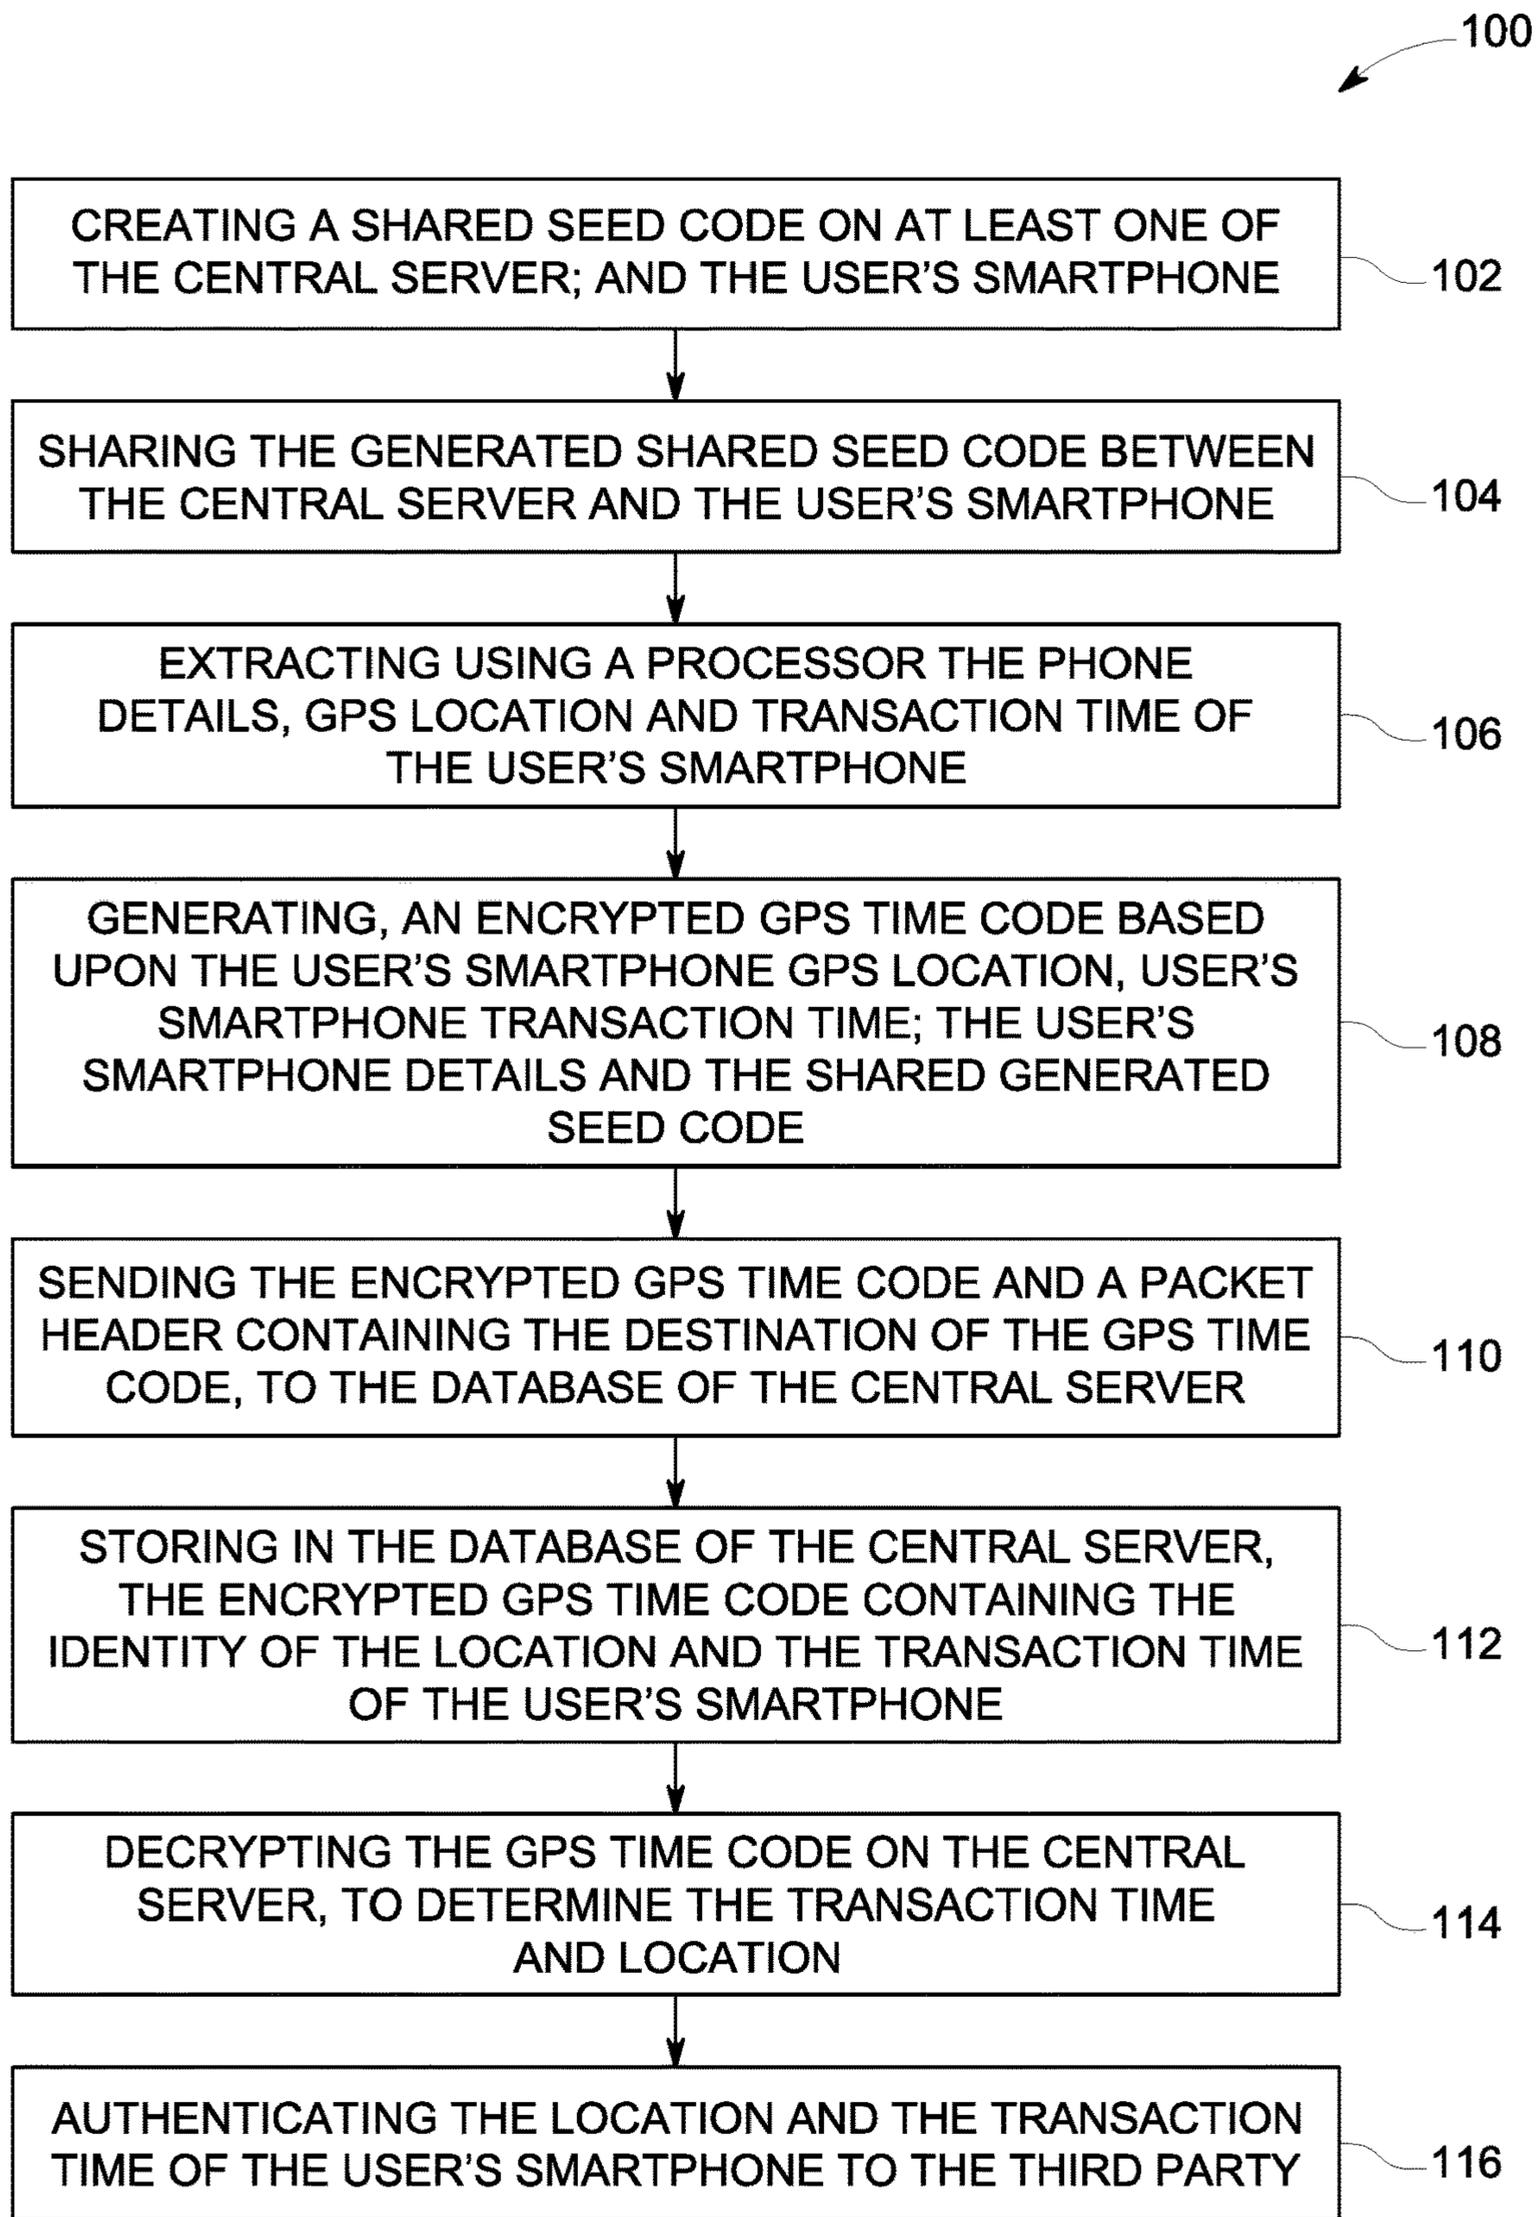 100
CREATING A SHARED SEED CODE ON AT LEAST ONE OF
THE CENTRAL SERVER; AND THE USER'S SMARTPHONE
102
SHARING THE GENERATED SHARED SEED CODE BETWEEN
THE CENTRAL SERVER AND THE USER'S SMARTPHONE
104
EXTRACTING USING A PROCESSOR THE PHONE
DETAILS, GPS LOCATION AND TRANSACTION TIME OF
THE USER'S SMARTPHONE
106
GENERATING, AN ENCRYPTED GPS TIME CODE BASED
UPON THE USER'S SMARTPHONE GPS LOCATION, USER'S
SMARTPHONE TRANSACTION TIME; THE USER'S
SMARTPHONE DETAILS AND THE SHARED GENERATED
SEED CODE
108
SENDING THE ENCRYPTED GPS TIME CODE AND A PACKET
HEADER CONTAINING THE DESTINATION OF THE GPS TIME
CODE, TO THE DATABASE OF THE CENTRAL SERVER
110
STORING IN THE DATABASE OF THE CENTRAL SERVER,
THE ENCRYPTED GPS TIME CODE CONTAINING THE
IDENTITY OF THE LOCATION AND THE TRANSACTION TIME
OF THE USER'S SMARTPHONE
112
DECRYPTING THE GPS TIME CODE ON THE CENTRAL
SERVER, TO DETERMINE THE TRANSACTION TIME
AND LOCATION
114
AUTHENTICATING THE LOCATION AND THE TRANSACTION
TIME OF THE USER'S SMARTPHONE TO THE THIRD PARTY
116